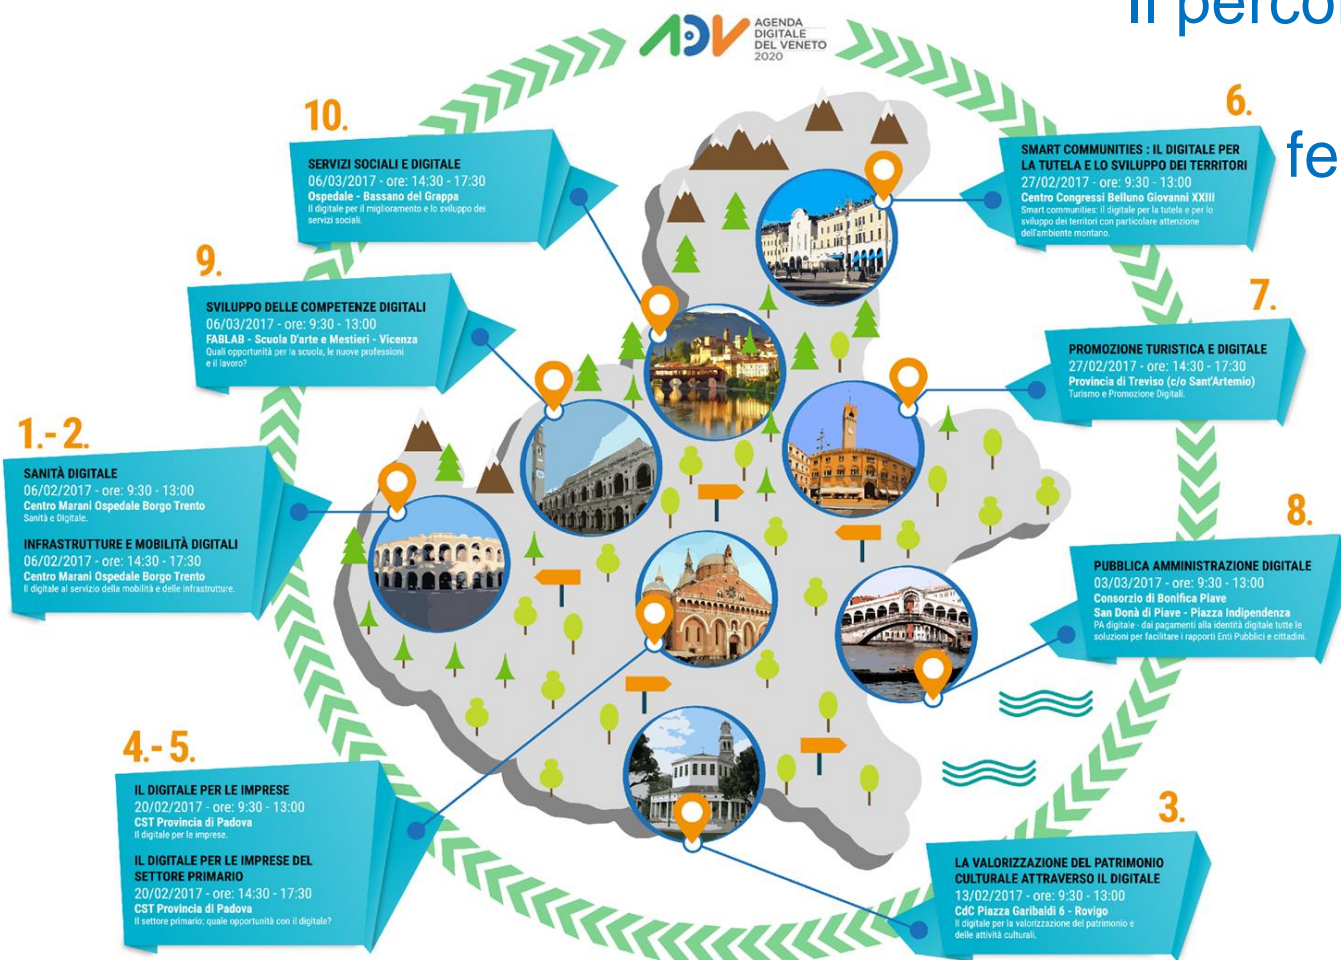 Il perco
AGENDA
DIGITALE
DEL VENETO
2020
fe
10.
SERVIZI SOCIALI E DIGITALE
06/03/2017 - ore: 14:30 - 17:30
Ospedale - Bassano del Grappa
Il digitale per il miglioramento e lo sviluppo dei
servizi sociali.
6.
SMART COMMUNITIES : IL DIGITALE PER
LA TUTELA E LO SVILUPPO DEI TERRITORI
27/02/2017 - ore: 9:30 - 13:00
Centro Congressi Belluno Giovanni XXIII
Smart communities: il digitale per la tutela e per lo
sviluppo dei territori con particolare attenzione
dell'ambiente montano.
9.
SVILUPPO DELLE COMPETENZE DIGITALI
06/03/2017 - ore: 9:30 - 13:00
FABLAB - Scuola D'arte e Mestieri - Vicenza
Quali opportunità per la scuola, le nuove professioni
e il lavoro?
7.
PROMOZIONE TURISTICA E DIGITALE
27/02/2017 - ore: 14:30 - 17:30
Provincia di Treviso (c/o Sant'Artemio)
Turismo e Promozione Digitali.
1.- 2.
SANITÀ DIGITALE
06/02/2017 - ore: 9:30 - 13:00
Centro Marani Ospedale Borgo Trento
Sanità e Digitale.
INFRASTRUTTURE E MOBILITÀ DIGITALI
06/02/2017 - ore: 14:30 - 17:30
Centro Marani Ospedale Borgo Trento
Il digitale al servizio della mobilità e delle infrastrutture.
8.
PUBBLICA AMMINISTRAZIONE DIGITALE
03/03/2017 - ore: 9:30 - 13:00
Consorzio di Bonifica Piave
San Donà di Piave - Piazza Indipendenza
PA digitale - dai pagamenti alla identità digitale tutte le
soluzioni per facilitare i rapporti Enti Pubblici e cittadini.
4.- 5.
IL DIGITALE PER LE IMPRESE
20/02/2017 - ore: 9:30 - 13:00
CST Provincia di Padova
Il digitale per le imprese.
IL DIGITALE PER LE IMPRESE DEL
SETTORE PRIMARIO
20/02/2017 - ore: 14:30 - 17:30
CST Provincia di Padova
Il settore primario: quale opportunità con il digitale?
3.
LA VALORIZZAZIONE DEL PATRIMONIO
CULTURALE ATTRAVERSO IL DIGITALE
13/02/2017 - ore: 9:30 - 13:00
CdC Piazza Garibaldi 6 - Rovigo
Il digitale per la valorizzazione del patrimonio e
delle attività culturali.